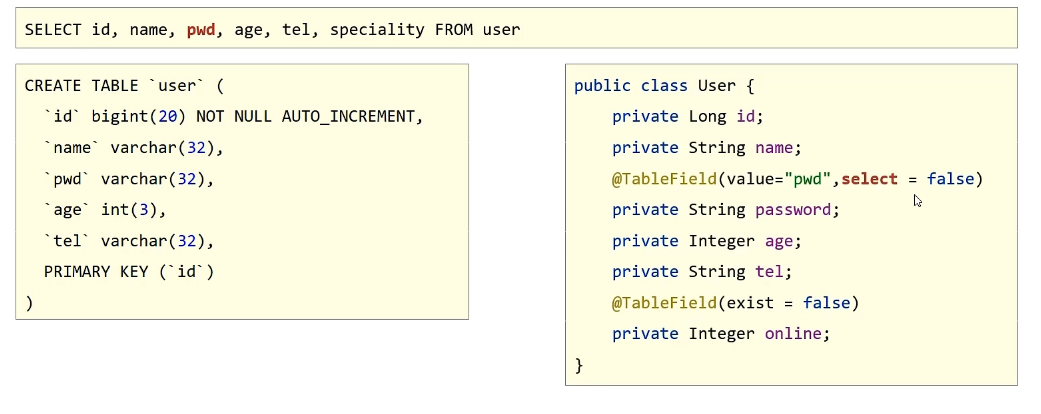 SELECT id, name, pwd, age, tel, speciality FROM user
CREATE TABLE `user` (
`id` bigint(20) NOT NULL AUTO_INCREMENT,
`name` varchar(32),
`pwd` varchar(32),
`age` int(3),
`tel` varchar(32),
PRIMARY KEY (`id`)
)
public class User {
private Long id;
private String name;
@TableField(value="pwd",select = false)
private String password;
private Integer age;
private String tel;
@TableField(exist = false)
private Integer online;
}